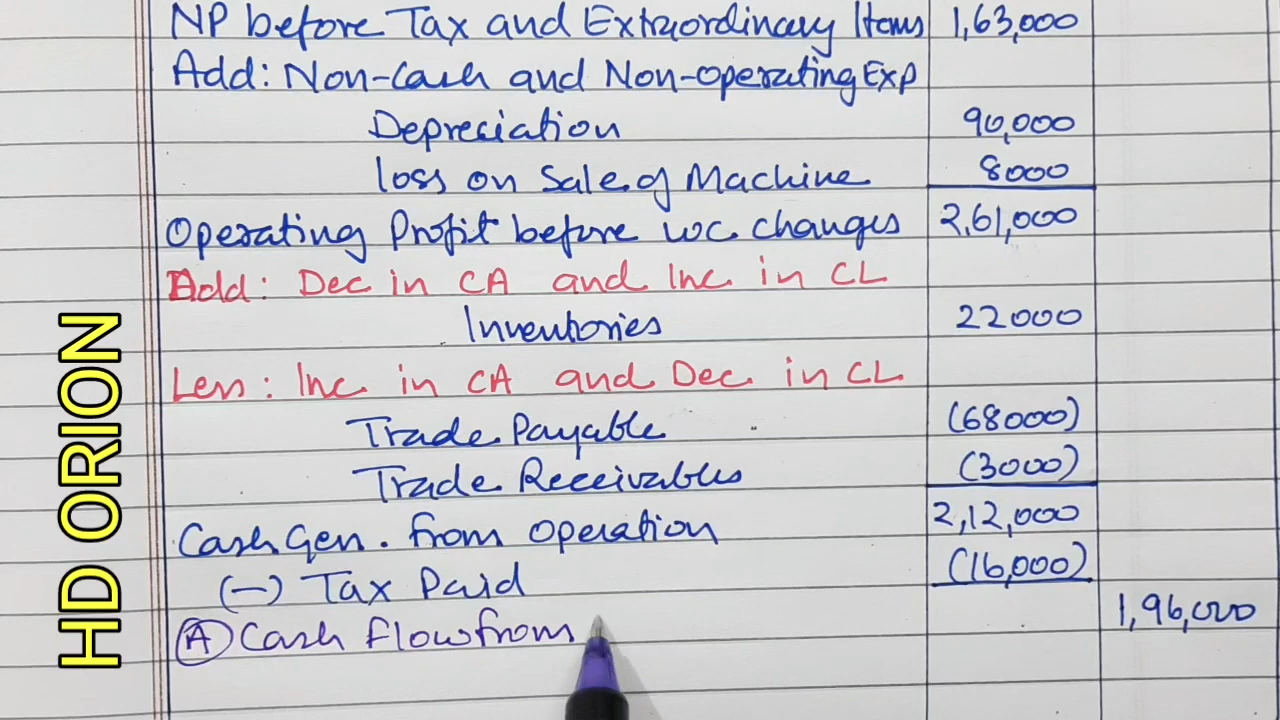 NP before Tax and Extraordinary Items 1,63,000
Add: Non-Cash and Non-operating Exp
Depreciation 90,000
loss on Sale of Machine 8000
Operating Profit before wc changes 2,61,000
Add: Dec in CA and Inc in CL
Inventories 22000
Less: Inc in CA and Dec in CL
Trade Payable (68000)
Trade Receivables (3000)
Cash Gen. from Operation 2,12,000
(-) Tax Paid (16,000)
1,96,000
(A) Cash flow from
HD ORION